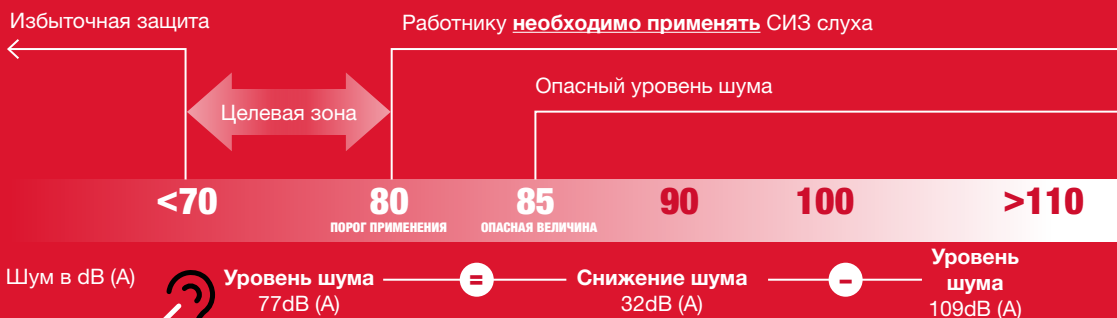 Избыточная защита
Работнику необходимо применять СИЗ слуха
Опасный уровень шума
Целевая зона
<70 80 85 90 100 >110
ПОРОГ ПРИМЕНЕНИЯ ОПАСНАЯ ВЕЛИЧИНА
Шум в dB (A)
Уровень шума = Снижение шума – Уровень
шума
77dB (A) 32dB (A) 109dB (A)